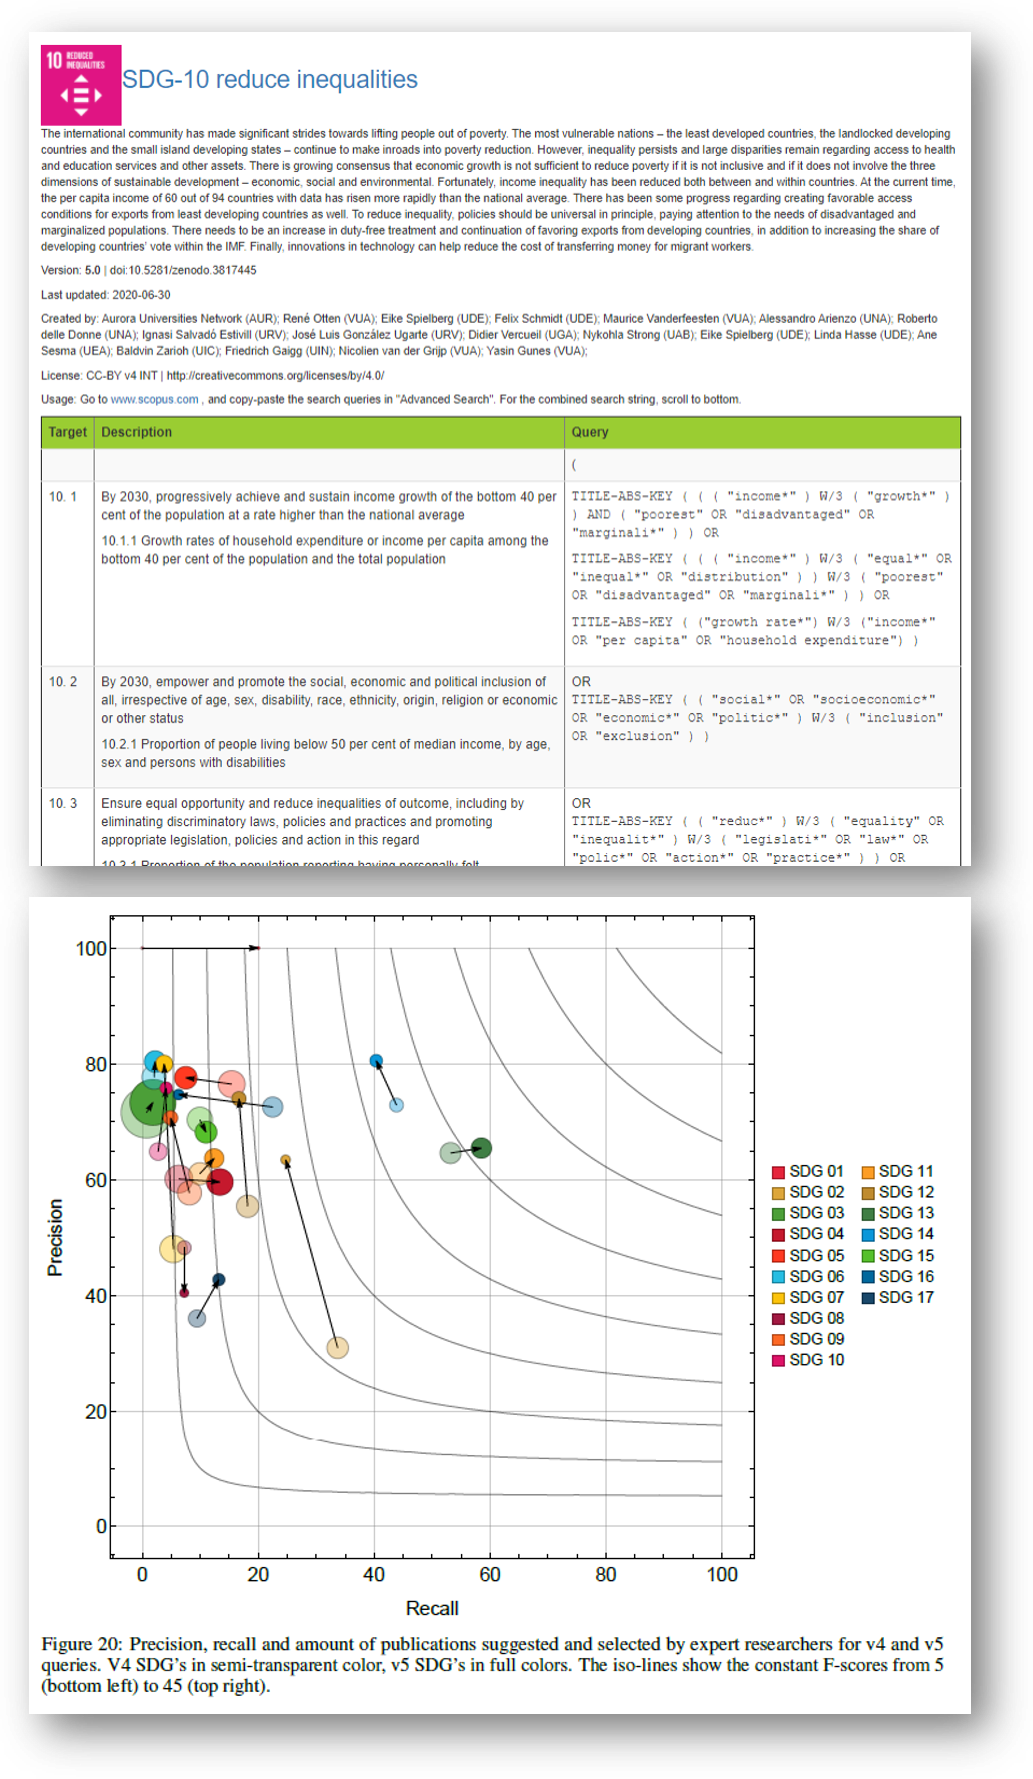 10 REDUCED
INEQUALITIES
SDG-10 reduce inequalities
The international community has made significant strides towards lifting people out of poverty. The most vulnerable nations – the least developed countries, the landlocked developing
countries and the small island developing states – continue to make inroads into poverty reduction. However, inequality persists and large disparities remain regarding access to health
and education services and other assets. There is growing consensus that economic growth is not sufficient to reduce poverty if it is not inclusive and if it does not involve the three
dimensions of sustainable development – economic, social and environmental. Fortunately, income inequality has been reduced both between and within countries. At the current time,
the per capita income of 60 out of 94 countries with data has risen more rapidly than the national average. There has been some progress regarding creating favorable access
conditions for exports from least developing countries as well. To reduce inequality, policies should be universal in principle, paying attention to the needs of disadvantaged and
marginalized populations. There needs to be an increase in duty-free treatment and continuation of favoring exports from developing countries, in addition to increasing the share of
developing countries' vote within the IMF. Finally, innovations in technology can help reduce the cost of transferring money for migrant workers.
Version: 5.0 | doi:10.5281/zenodo.3817445
Last updated: 2020-06-30
Created by: Aurora Universities Network (AUR); René Otten (VUA); Eike Spielberg (UDE); Felix Schmidt (UDE); Maurice Vanderfeesten (VUA); Alessandro Arienzo (UNA); Roberto
delle Donne (UNA); Ignasi Salvadó Estivill (URV); José Luis González Ugarte (URV); Didier Vercueil (UGA); Nykohla Strong (UAB); Eike Spielberg (UDE); Linda Hasse (UDE); Ane
Sesma (UEA); Baldvin Zarioh (UIC); Friedrich Gaigg (UIN); Nicolien van der Grijp (VUA); Yasin Gunes (VUA);
License: CC-BY v4 INT | http://creativecommons.org/licenses/by/4.0/
Usage: Go to www.scopus.com , and copy-paste the search queries in "Advanced Search". For the combined search string, scroll to bottom.
Target Description Query
(
10. 1
By 2030, progressively achieve and sustain income growth of the bottom 40 per
cent of the population at a rate higher than the national average
10.1.1 Growth rates of household expenditure or income per capita among the
bottom 40 per cent of the population and the total population
TITLE-ABS-KEY ( ( ( "income*" ) W/3 ( "growth*" )
) AND ( "poorest" OR "disadvantaged" OR
"marginali*" ) ) OR
TITLE-ABS-KEY ( ( ( "income*" ) W/3 ( "equal*" OR
"inequal*" OR "distribution" ) ) W/3 ( "poorest"
OR "disadvantaged" OR "marginali*" ) ) OR
TITLE-ABS-KEY ( ("growth rate*") W/3 ("income*"
OR "per capita" OR "household expenditure") )
10. 2
By 2030, empower and promote the social, economic and political inclusion of
all, irrespective of age, sex, disability, race, ethnicity, origin, religion or economic
or other status
10.2.1 Proportion of people living below 50 per cent of median income, by age,
sex and persons with disabilities
OR
TITLE-ABS-KEY ( ( "social*" OR "socioeconomic*"
OR "economic*" OR "politic*" ) W/3 ( "inclusion"
OR "exclusion" ) )
10. 3
Ensure equal opportunity and reduce inequalities of outcome, including by
eliminating discriminatory laws, policies and practices and promoting
appropriate legislation, policies and action in this regard
10.3.1 Proportion of the population reporting having personally felt
OR
TITLE-ABS-KEY ( ( "reduc*" ) W/3 ( "equality" OR
"inequalit*" ) W/3 ( "legislati*" OR "law*" OR
"polic*" OR "action*" OR "practice*" ) ) OR
100
80
60
40
20
0
Precision
0 20 40 60 80 100
Recall
SDG 01 SDG 11
SDG 02 SDG 12
SDG 03 SDG 13
SDG 04 SDG 14
SDG 05 SDG 15
SDG 06 SDG 16
SDG 07 SDG 17
SDG 08
SDG 09
SDG 10
Figure 20: Precision, recall and amount of publications suggested and selected by expert researchers for v4 and v5
queries. V4 SDG's in semi-transparent color, v5 SDG's in full colors. The iso-lines show the constant F-scores from 5
(bottom left) to 45 (top right).